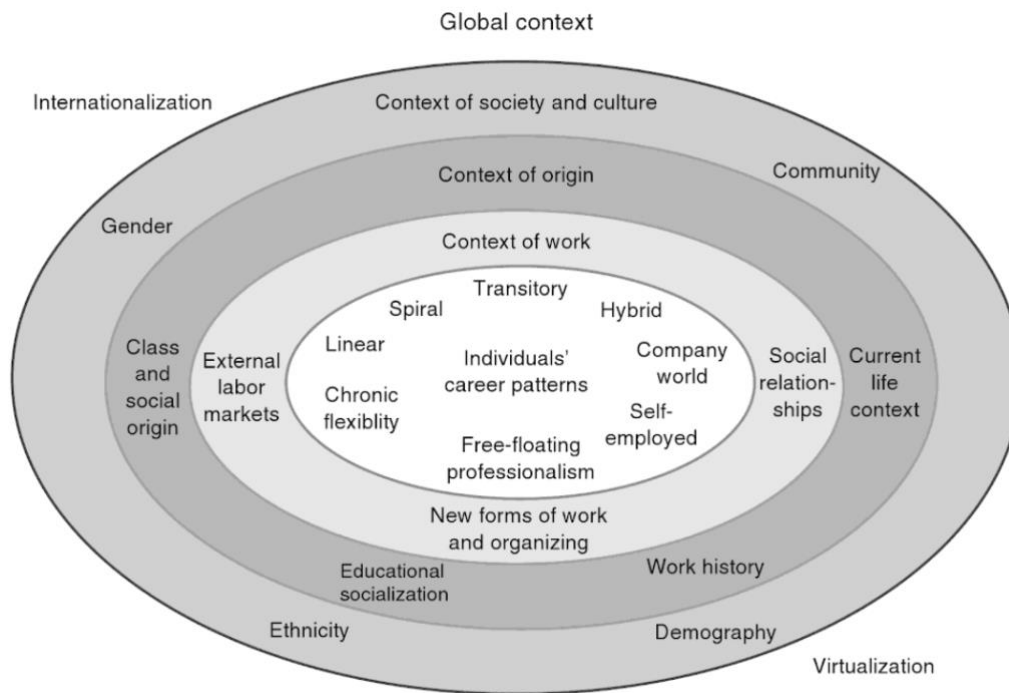 Global context
Internationalization
Context of society and culture
Community
Context of origin
Gender
Context of work
Transitory
Spiral
Hybrid
Linear
Individuals'
career patterns
Company
world
Class
and
social
origin
External
labor
markets
Social
relation-
ships
Current
life
context
Chronic
flexiblity
Self-
employed
Free-floating
professionalism
New forms of work
and organizing
Educational
socialization
Work history
Ethnicity
Demography
Virtualization